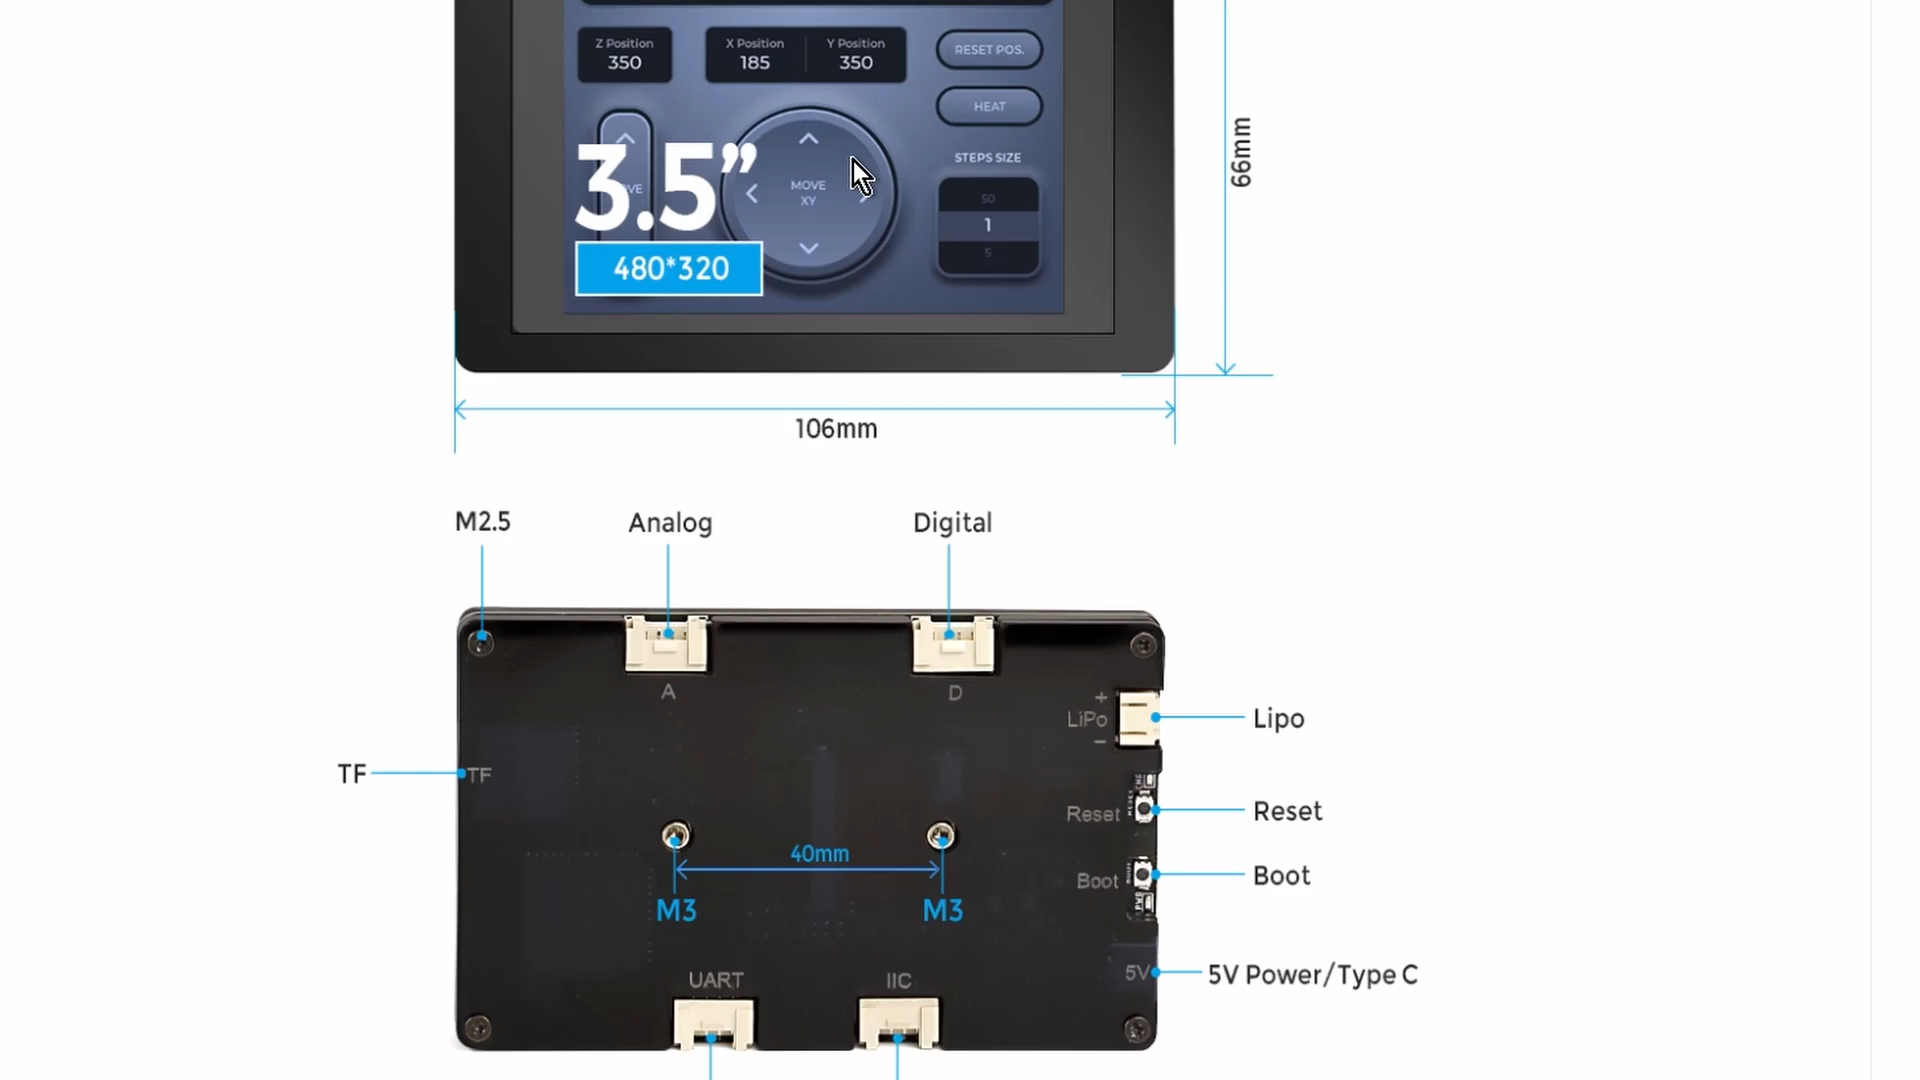 Z Position
350
X Position
185
Y Position
350
RESET POS.
HEAT
STEPS SIZE
MOVE
XY
50
1
5
3.5”
480*320
66mm
106mm
M2.5
Analog
Digital
A
D
+
LiPo
−
Lipo
TF
TF
Reset
Reset
40mm
M3
M3
Boot
Boot
UART
IIC
5V
5V Power/Type C